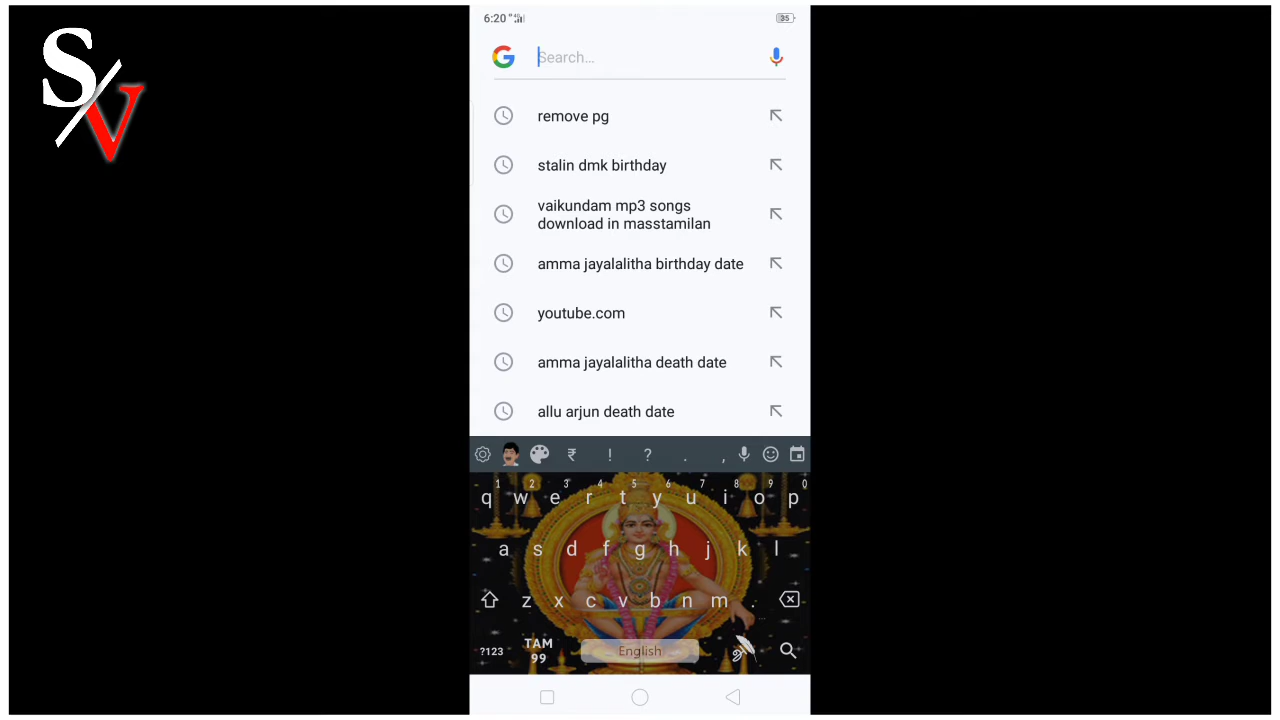 SV
6:20
35
Search...
remove pg
stalin dmk birthday
vaikundam mp3 songs
download in masstamilan
amma jayalalitha birthday date
youtube.com
amma jayalalitha death date
allu arjun death date
₹ ! ? . ,
1 2 3 4 5 6 7 8 9 0
q w e r t y u i o p
a s d f g h j k l
z x c v b n m .
?123 TAM 99 English